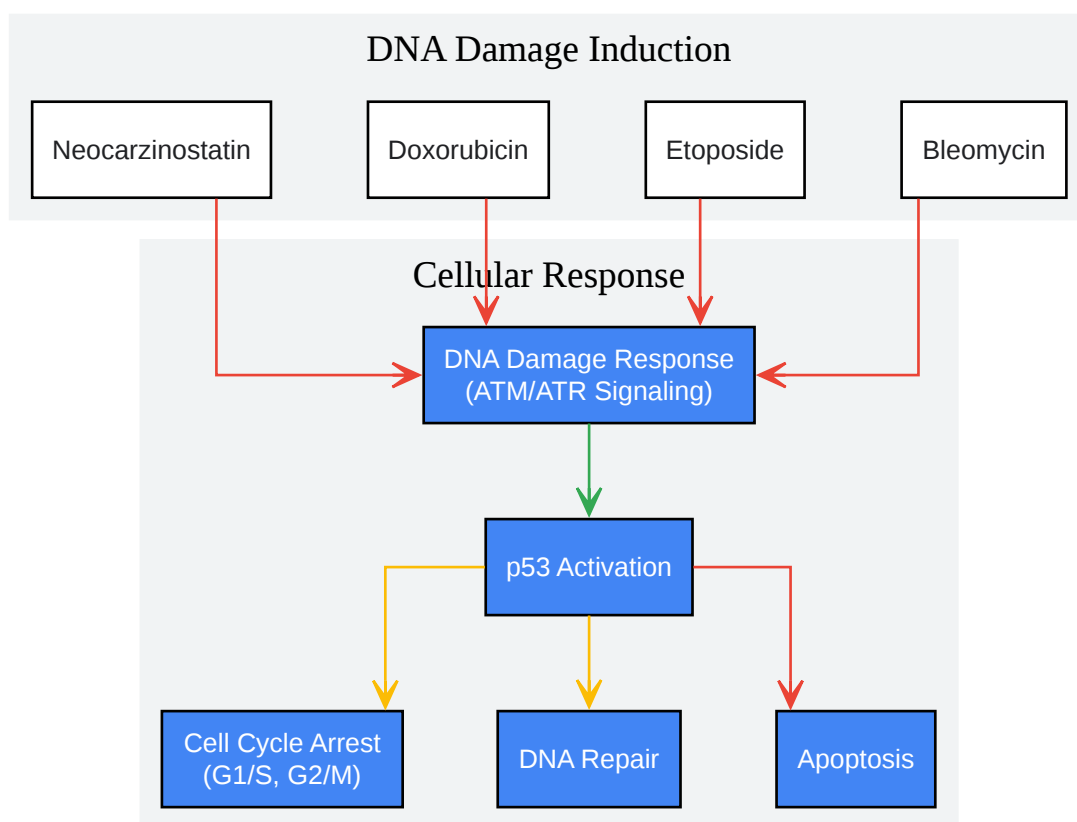 DNA Damage Induction
Neocarzinostatin
Doxorubicin
Etoposide
Bleomycin
Cellular Response
DNA Damage Response
(ATM/ATR Signaling)
p53 Activation
Cell Cycle Arrest
(G1/S, G2/M)
DNA Repair
Apoptosis